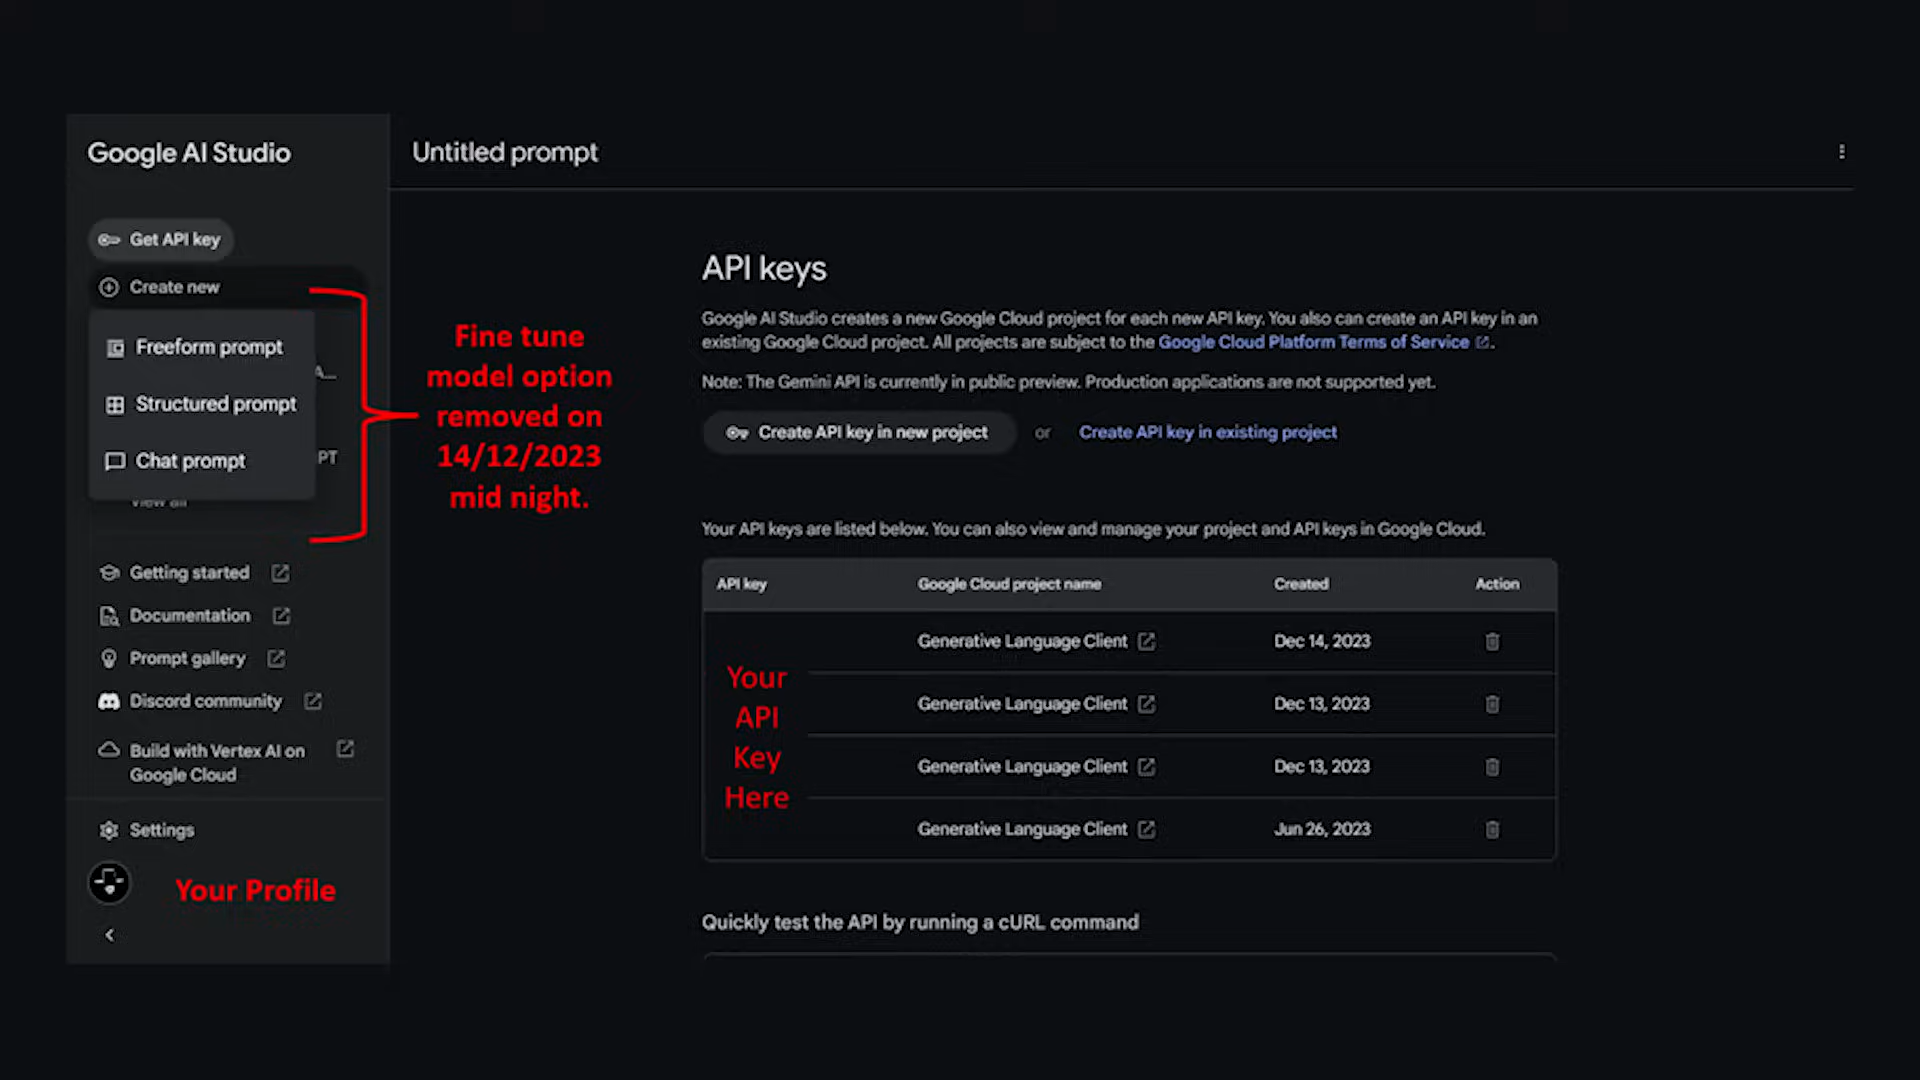 Google AI Studio
Untitled prompt
Get API key
Create new
Freeform prompt
A...
Structured prompt
Chat prompt
PT
View all
Getting started
Documentation
Prompt gallery
Discord community
Build with Vertex AI on
Google Cloud
Settings
Your Profile
Fine tune
model option
removed on
14/12/2023
mid night.
API keys
Google AI Studio creates a new Google Cloud project for each new API key. You also can create an API key in an
existing Google Cloud project. All projects are subject to the Google Cloud Platform Terms of Service.
Note: The Gemini API is currently in public preview. Production applications are not supported yet.
Create API key in new project or Create API key in existing project
Your API keys are listed below. You can also view and manage your project and API keys in Google Cloud.
API key Google Cloud project name Created Action
Generative Language Client Dec 14, 2023
Generative Language Client Dec 13, 2023
Generative Language Client Dec 13, 2023
Generative Language Client Jun 26, 2023
Your
API
Key
Here
Quickly test the API by running a cURL command